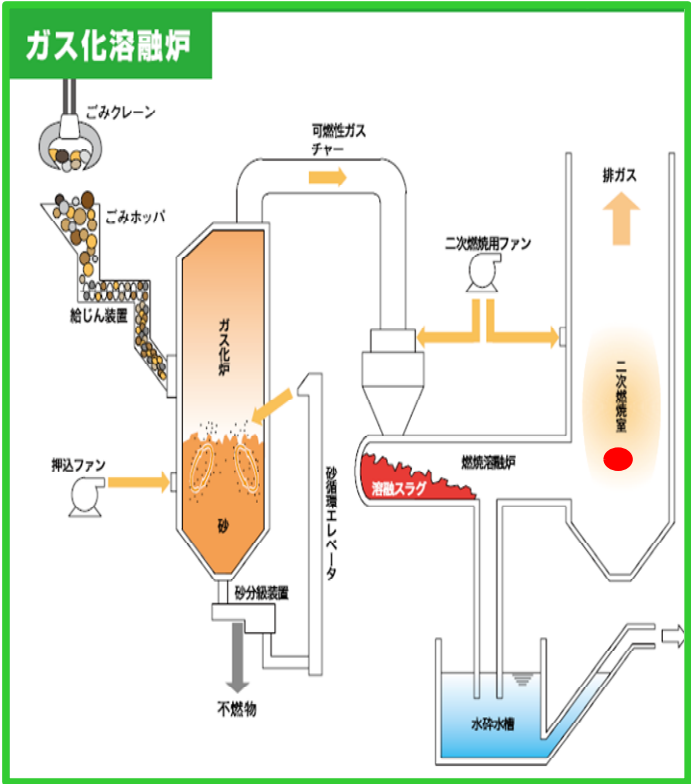 ガス化溶融炉
ごみクレーン
可燃性ガス
チャー
ごみホッパ
排ガス
二次燃焼用ファン
給じん装置
ガス化炉
二次燃焼室
押込ファン
燃焼溶融炉
溶融スラグ
砂循環エレベータ
砂
砂分級装置
不燃物
水砕水槽